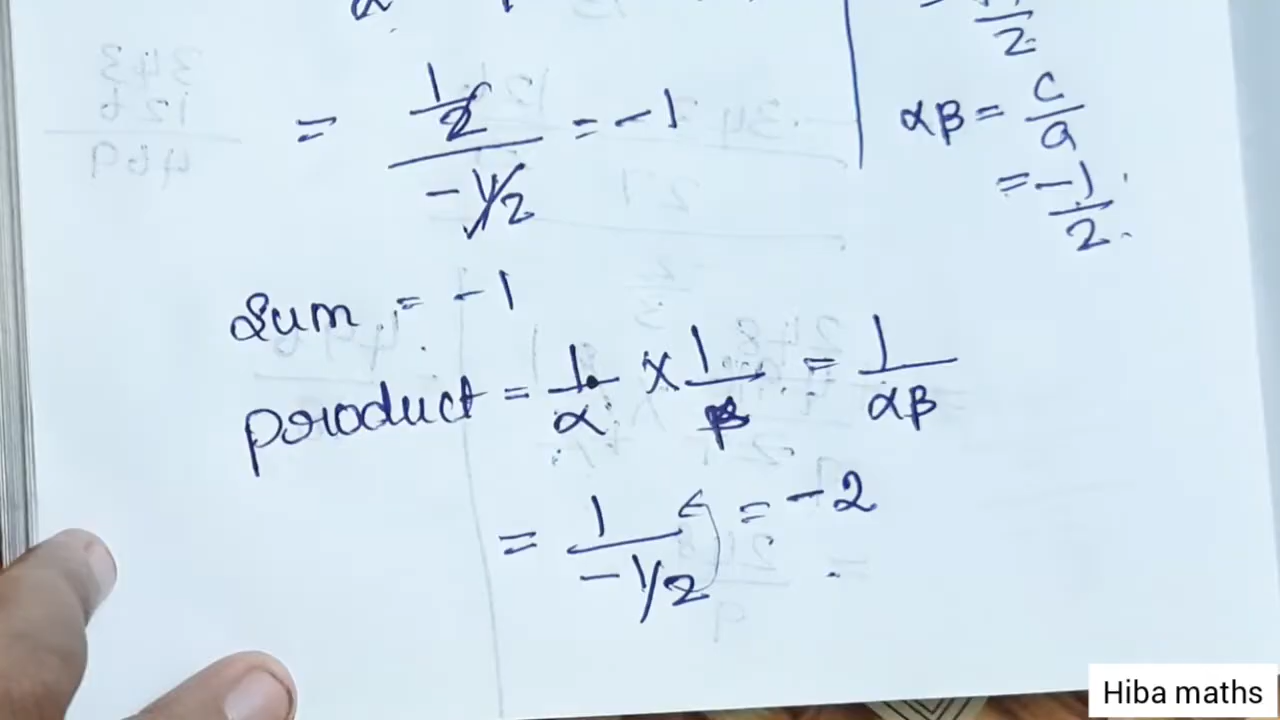 = 1/2 / -1/2 = -1
αβ = c/a
= -1/2
Sum = -1
product = 1/α × 1/β = 1/αβ
= 1 / -1/2 = -2
Hiba maths